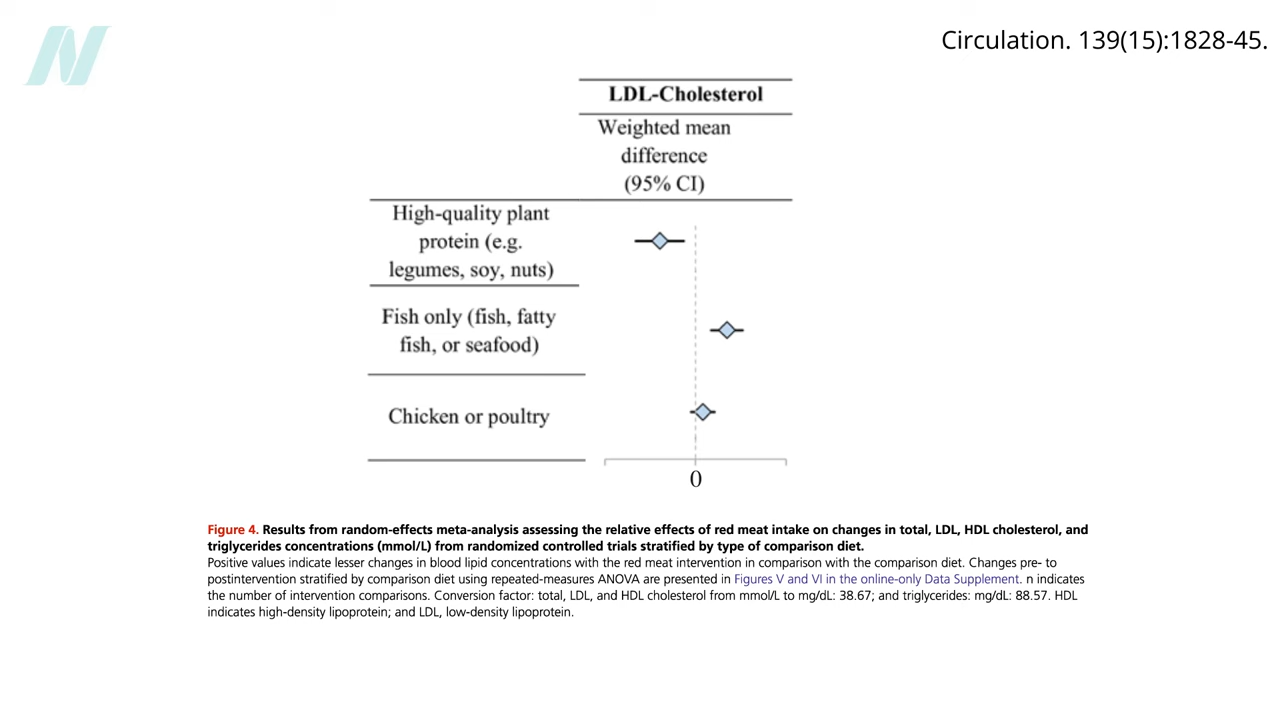 Circulation. 139(15):1828-45.
LDL-Cholesterol
Weighted mean
difference
(95% CI)
High-quality plant
protein (e.g.
legumes, soy, nuts)
Fish only (fish, fatty
fish, or seafood)
Chicken or poultry
0
Figure 4. Results from random-effects meta-analysis assessing the relative effects of red meat intake on changes in total, LDL, HDL cholesterol, and
triglycerides concentrations (mmol/L) from randomized controlled trials stratified by type of comparison diet.
Positive values indicate lesser changes in blood lipid concentrations with the red meat intervention in comparison with the comparison diet. Changes pre- to
postintervention stratified by comparison diet using repeated-measures ANOVA are presented in Figures V and VI in the online-only Data Supplement. n indicates
the number of intervention comparisons. Conversion factor: total, LDL, and HDL cholesterol from mmol/L to mg/dL: 38.67; and triglycerides: mg/dL: 88.57. HDL
indicates high-density lipoprotein; and LDL, low-density lipoprotein.